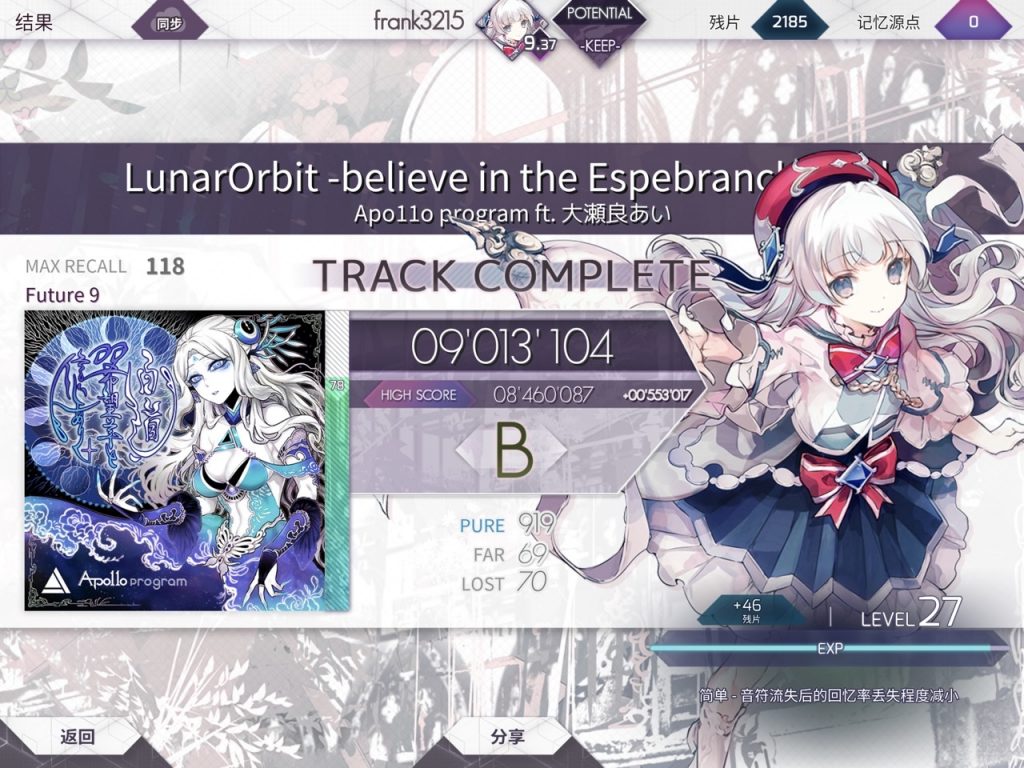 结果
同步
frank3215
9.37
POTENTIAL
-KEEP-
残片
2185
记忆源点
0
LunarOrbit -believe in the Espebranch
Apo11o program ft. 大瀬良あい
MAX RECALL 118
TRACK COMPLETE
Future 9
09'013'104
78
HIGH SCORE 08'460'087 +00'553'017
B
PURE 919
FAR 69
LOST 70
Apollo program
+46
残片
LEVEL 27
EXP
简单 - 音符流失后的回忆率丢失程度减小
返回
分享